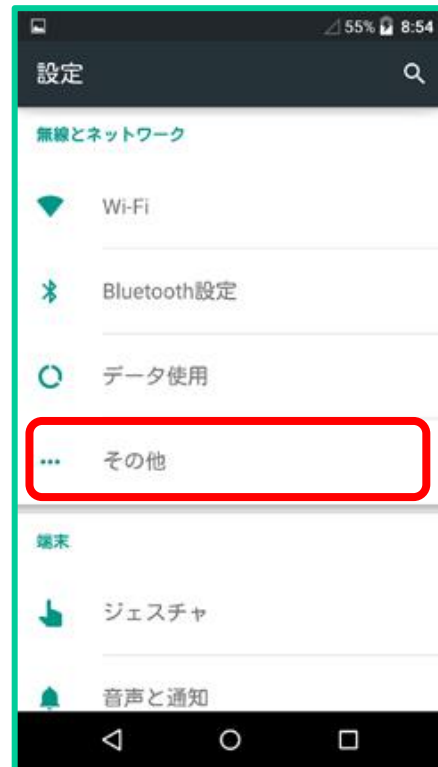 55% 8:54
設定
無線とネットワーク
Wi-Fi
Bluetooth設定
データ使用
その他
端末
ジェスチャ
音声と通知